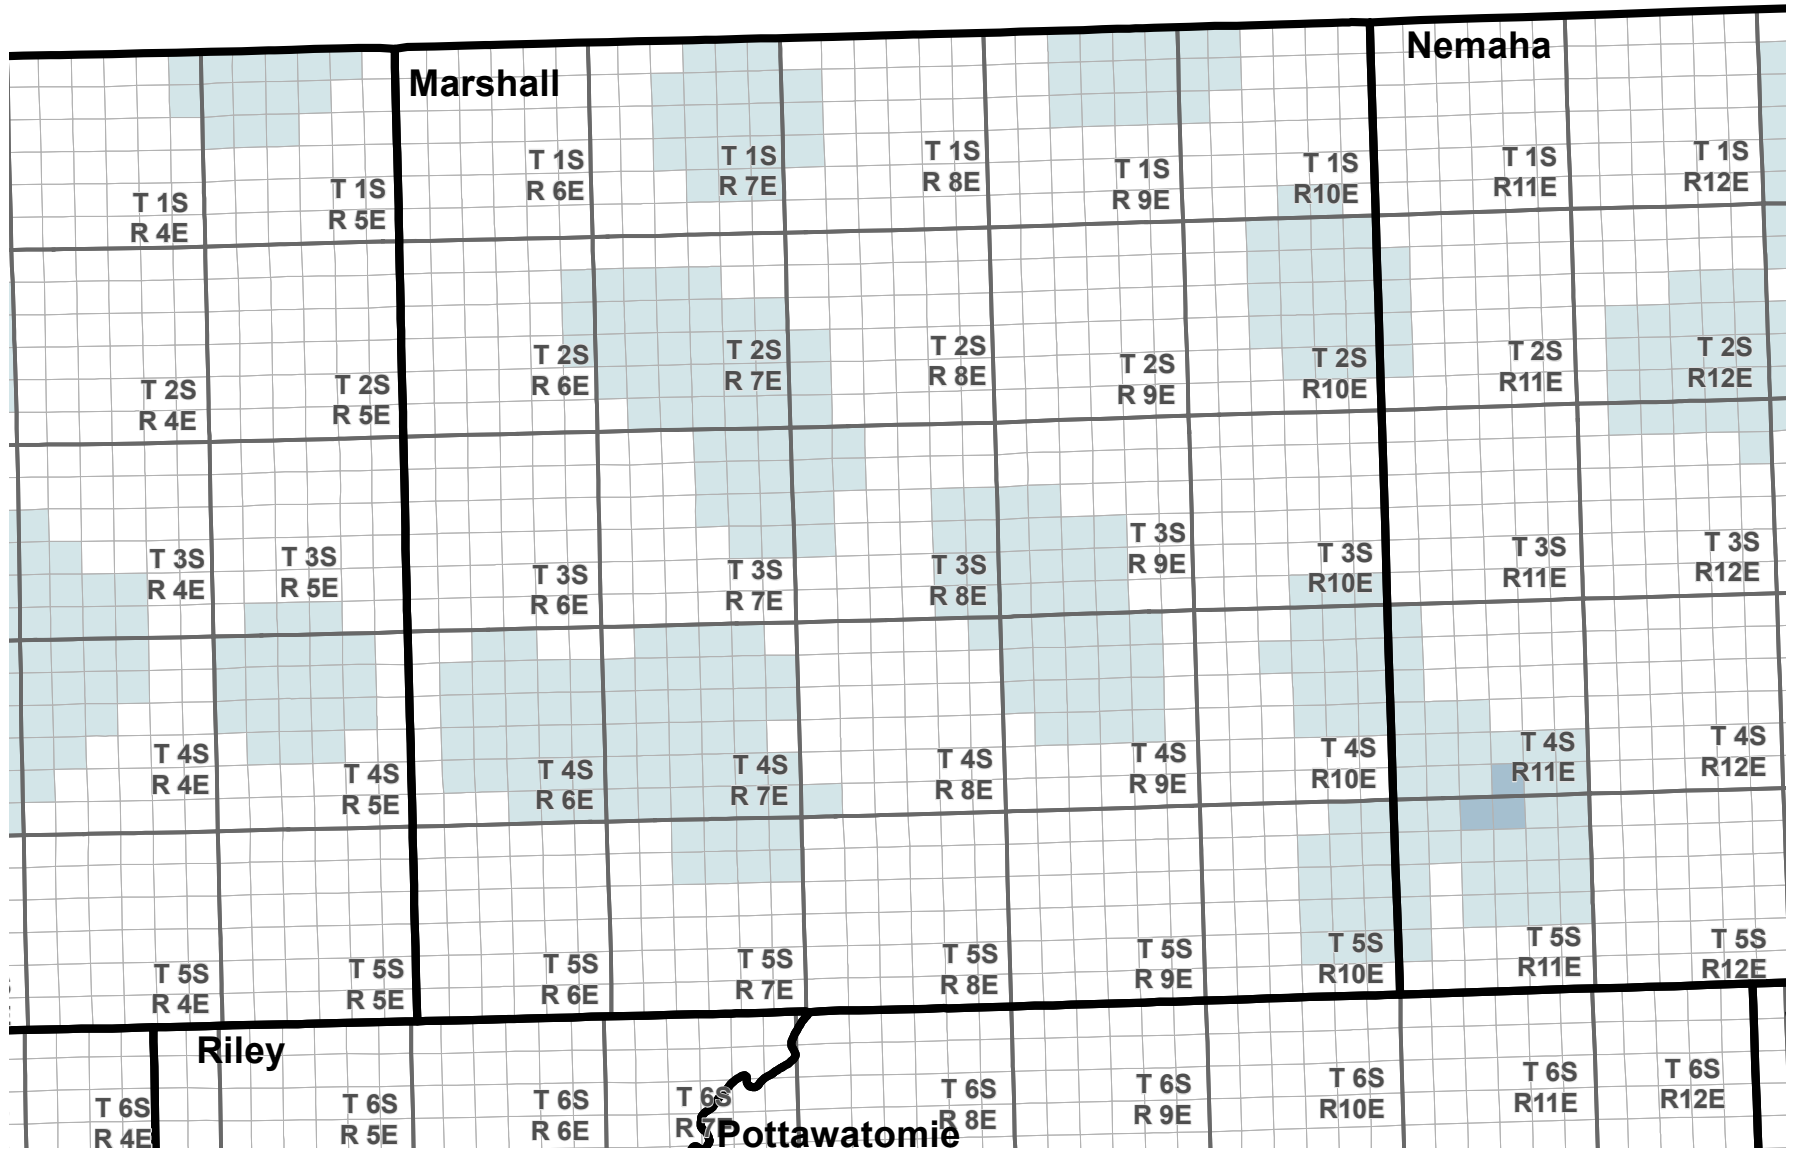 Nemaha
Marshall
T 1S
R 4E
T 1S
R 5E
T 1S
R 6E
T 1S
R 7E
T 1S
R 8E
T 1S
R 9E
T 1S
R10E
T 1S
R11E
T 1S
R12E
T 2S
R 4E
T 2S
R 5E
T 2S
R 6E
T 2S
R 7E
T 2S
R 8E
T 2S
R 9E
T 2S
R10E
T 2S
R11E
T 2S
R12E
T 3S
R 4E
T 3S
R 5E
T 3S
R 6E
T 3S
R 7E
T 3S
R 8E
T 3S
R 9E
T 3S
R10E
T 3S
R11E
T 3S
R12E
T 4S
R 4E
T 4S
R 5E
T 4S
R 6E
T 4S
R 7E
T 4S
R 8E
T 4S
R 9E
T 4S
R10E
T 4S
R11E
T 4S
R12E
T 5S
R 4E
T 5S
R 5E
T 5S
R 6E
T 5S
R 7E
T 5S
R 8E
T 5S
R 9E
T 5S
R10E
T 5S
R11E
T 5S
R12E
Riley
T 6S
R 4E
T 6S
R 5E
T 6S
R 6E
T 6S
R 7E
T 6S
R 8E
T 6S
R 9E
T 6S
R10E
T 6S
R11E
T 6S
R12E
Pottawatomie